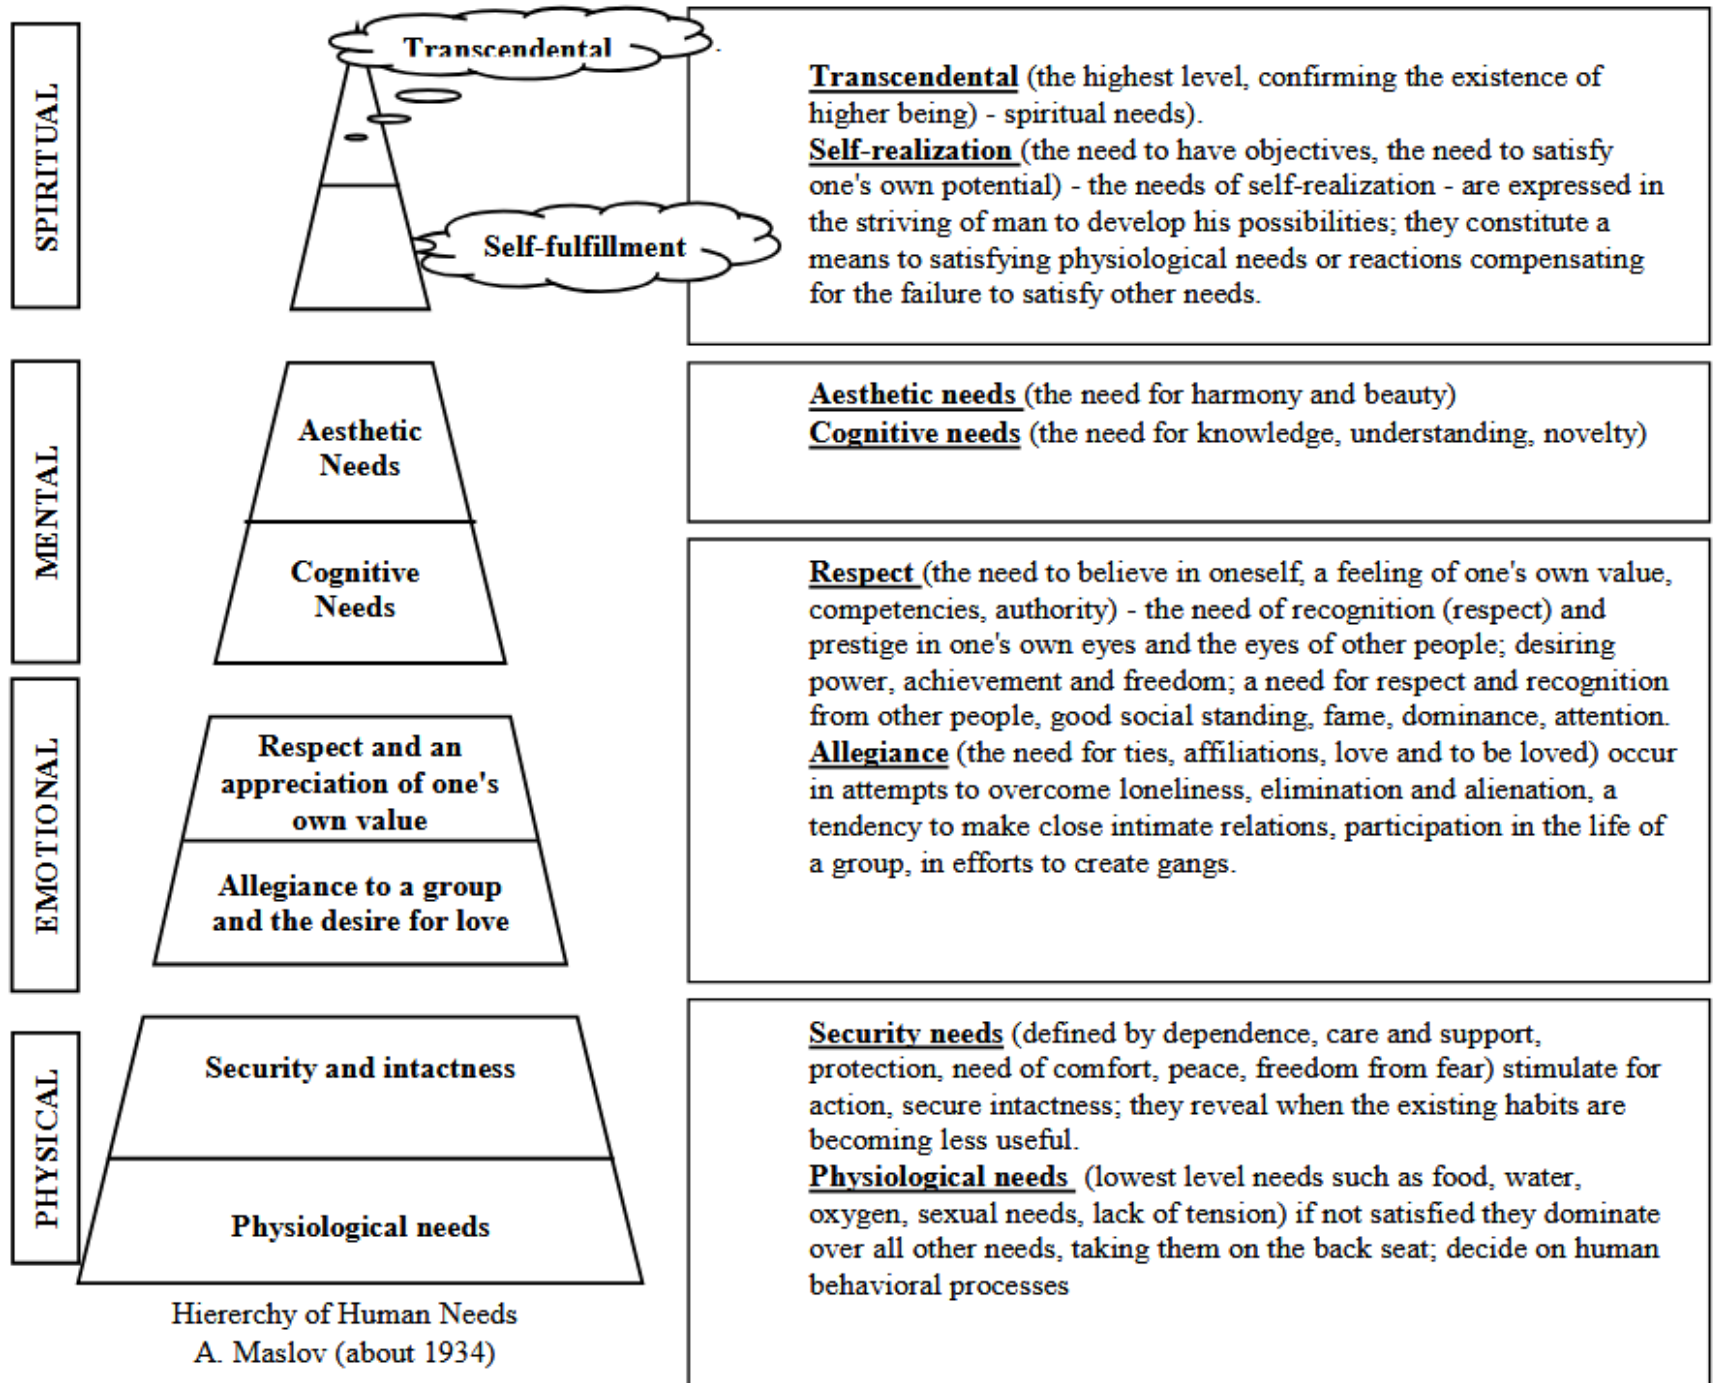 SPIRITUAL
Transcendental
Self-fulfillment
Transcendental (the highest level, confirming the existence of
higher being) - spiritual needs).
Self-realization (the need to have objectives, the need to satisfy
one's own potential) - the needs of self-realization - are expressed in
the striving of man to develop his possibilities; they constitute a
means to satisfying physiological needs or reactions compensating
for the failure to satisfy other needs.
MENTAL
Aesthetic
Needs
Cognitive
Needs
Aesthetic needs (the need for harmony and beauty)
Cognitive needs (the need for knowledge, understanding, novelty)
EMOTIONAL
Respect and an
appreciation of one's
own value
Allegiance to a group
and the desire for love
Respect (the need to believe in oneself, a feeling of one's own value,
competencies, authority) - the need of recognition (respect) and
prestige in one's own eyes and the eyes of other people; desiring
power, achievement and freedom; a need for respect and recognition
from other people, good social standing, fame, dominance, attention.
Allegiance (the need for ties, affiliations, love and to be loved) occur
in attempts to overcome loneliness, elimination and alienation, a
tendency to make close intimate relations, participation in the life of
a group, in efforts to create gangs.
PHYSICAL
Security and intactness
Physiological needs
Security needs (defined by dependence, care and support,
protection, need of comfort, peace, freedom from fear) stimulate for
action, secure intactness; they reveal when the existing habits are
becoming less useful.
Physiological needs (lowest level needs such as food, water,
oxygen, sexual needs, lack of tension) if not satisfied they dominate
over all other needs, taking them on the back seat; decide on human
behavioral processes
Hiererchy of Human Needs
A. Maslov (about 1934)